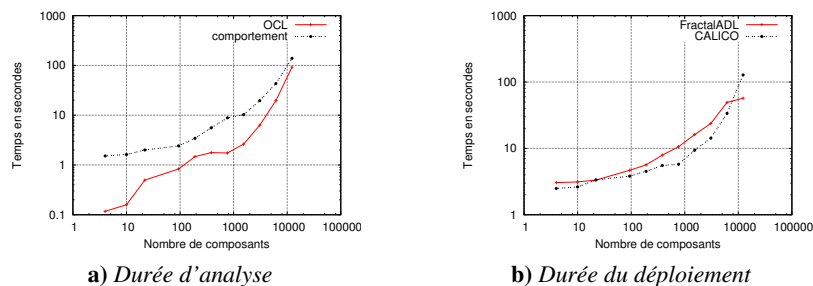 1000
100
10
1
0.1
Temps en secondes
OCL
comportement
1 10 100 1000 10000 100000
Nombre de composants
a) Durée d'analyse
1000
100
10
1
Temps en secondes
FractalADL
CALICO
1 10 100 1000 10000 100000
Nombre de composants
b) Durée du déploiement